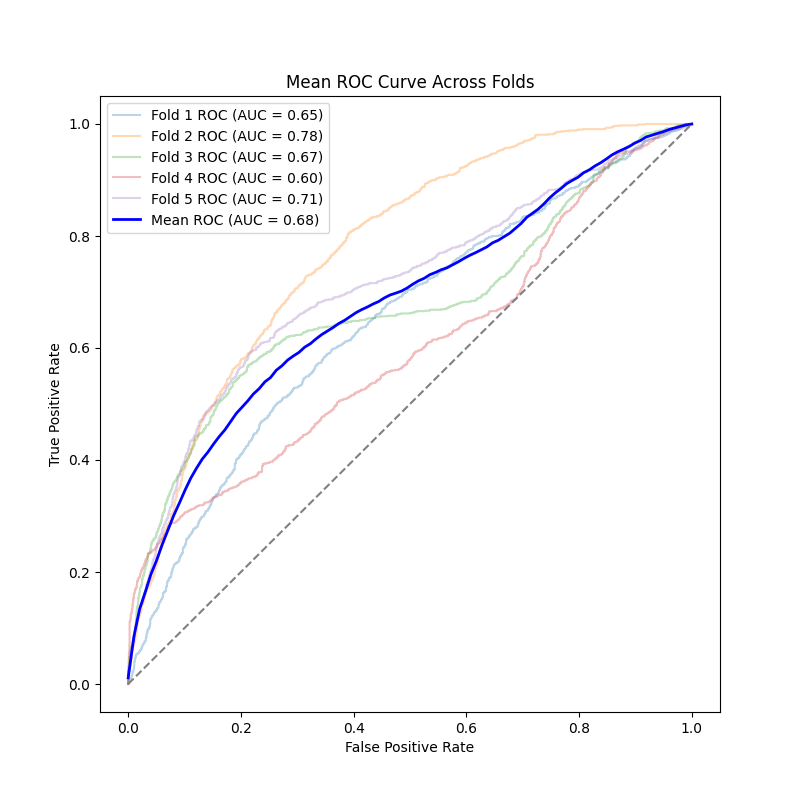 Mean ROC Curve Across Folds
Fold 1 ROC (AUC = 0.65)
Fold 2 ROC (AUC = 0.78)
Fold 3 ROC (AUC = 0.67)
Fold 4 ROC (AUC = 0.60)
Fold 5 ROC (AUC = 0.71)
Mean ROC (AUC = 0.68)
True Positive Rate
1.0
0.8
0.6
0.4
0.2
0.0
0.0 0.2 0.4 0.6 0.8 1.0
False Positive Rate